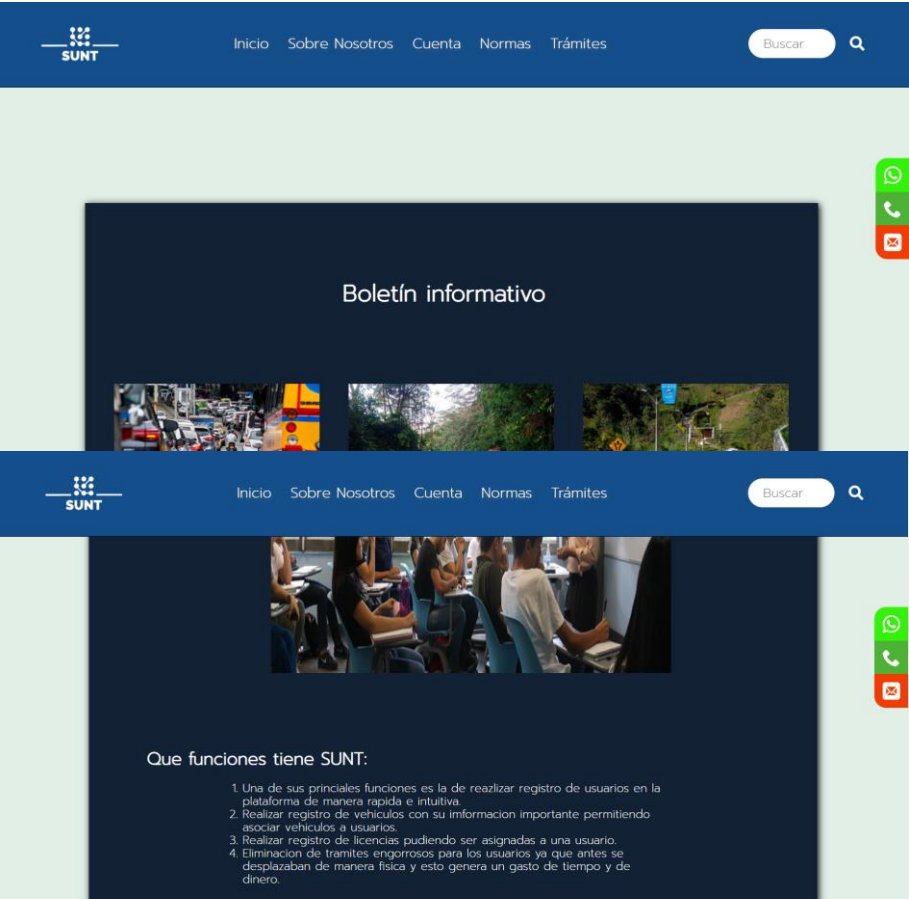 SUNT
Inicio Sobre Nosotros Cuenta Normas Trámites
Buscar
Boletín informativo
SUNT
Inicio Sobre Nosotros Cuenta Normas Trámites
Buscar
Que funciones tiene SUNT:
1. Una de sus princiales funciones es la de reazlizar registro de usuarios en la
plataforma de manera rapida e intuitiva.
2. Realizar registro de vehiculos con su imformacion importante permitiendo
asociar vehiculos a usuarios.
3. Realizar registro de licencias pudiendo ser asignadas a una usuario.
4. Eliminacion de tramites engorrosos para los usuarios ya que antes se
desplazaban de manera fisica y esto genera un gasto de tiempo y de
dinero.